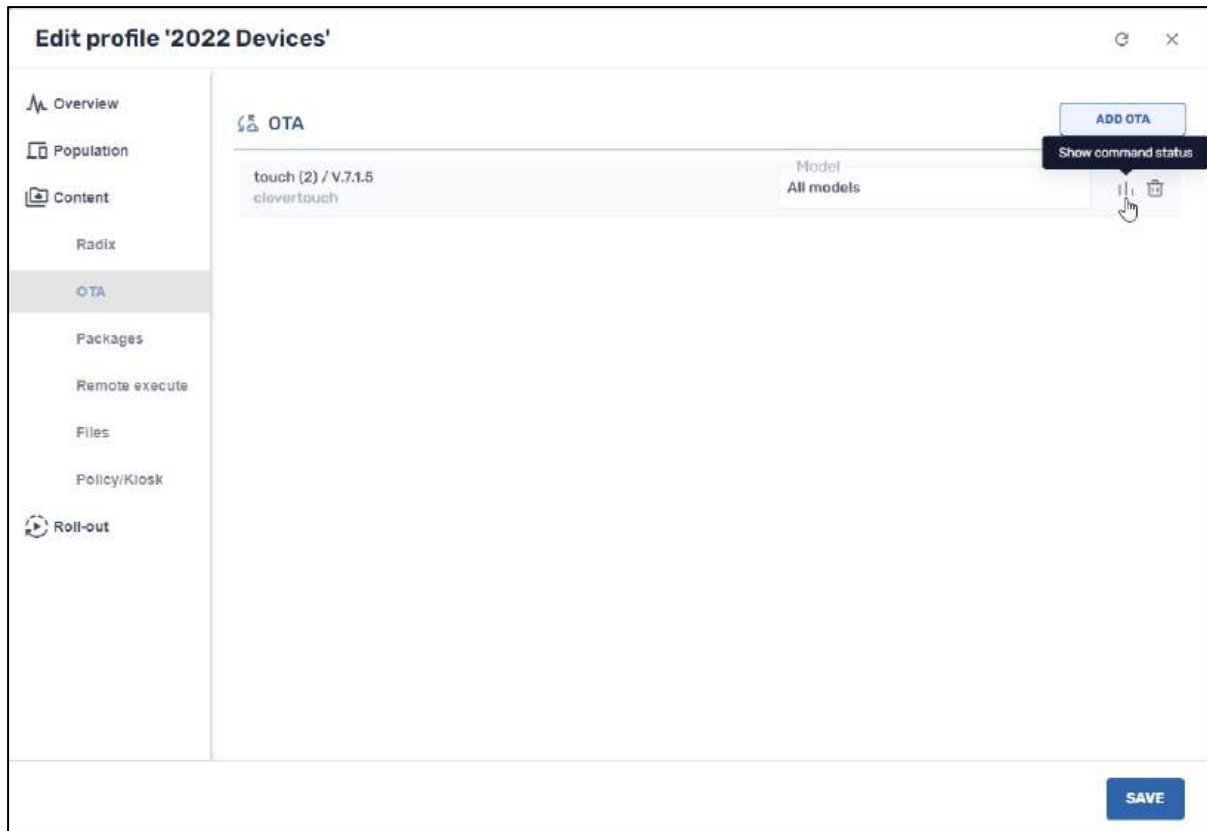 Edit profile '2022 Devices'
Overview
Population
Content
Radix
OTA
Packages
Remote execute
Files
Policy/Kiosk
Roll-out
OTA
ADD OTA
Show command status
touch (2) / V.7.1.5
clevertouch
Model
All models
SAVE